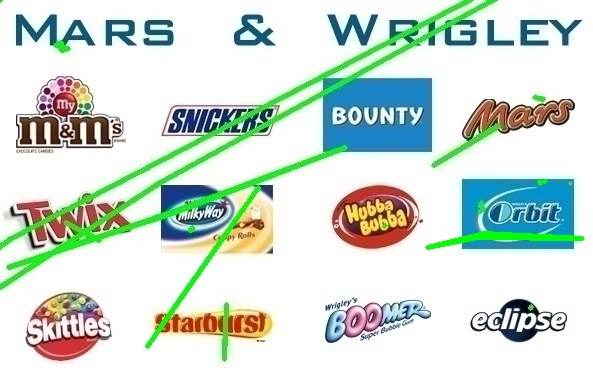 MARS & WRIGLEY
my
m&m's
BRAND
CHOCOLATE CANDIES
SNICKERS
BOUNTY
Mars
Twix
MilkyWay
Crispy Rolls
Hubba
Bubba
Orbit
Skittles
Starburst
Wrigley's
BOOMER
Super Bubble Gum
eclipse